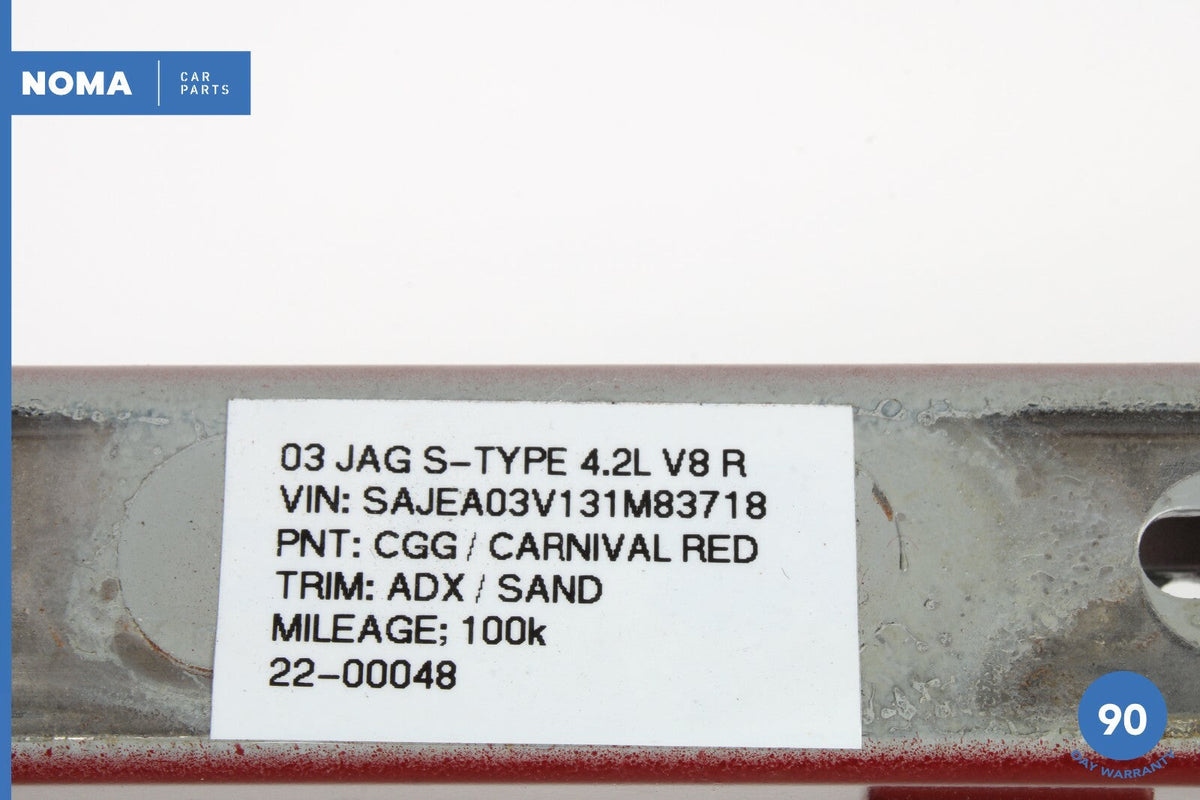 NOMA
CAR
PARTS
03 JAG S-TYPE 4.2L V8 R
VIN: SAJEA03V131M83718
PNT: CGG / CARNIVAL RED
TRIM: ADX / SAND
MILEAGE; 100k
22-00048
90
DAY WARRANTY